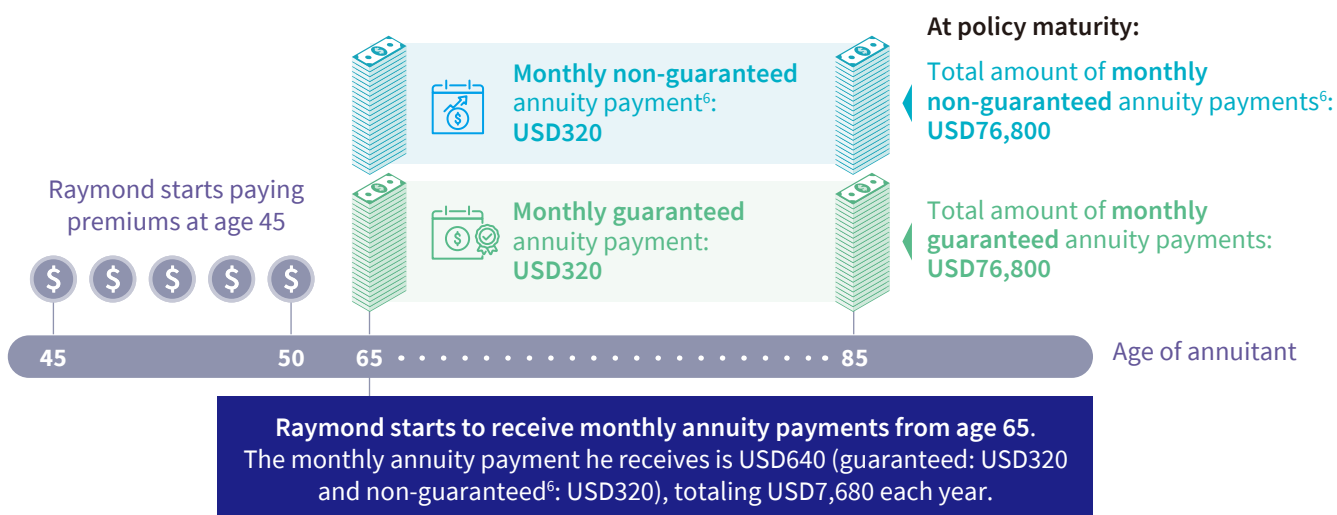 At policy maturity:
Monthly non-guaranteed
annuity payment⁶:
USD320
Total amount of monthly
non-guaranteed annuity payments⁶:
USD76,800
Raymond starts paying
premiums at age 45
Monthly guaranteed
annuity payment:
USD320
Total amount of monthly
guaranteed annuity payments:
USD76,800
$ $ $ $ $
45 50 65 85 Age of annuitant
Raymond starts to receive monthly annuity payments from age 65.
The monthly annuity payment he receives is USD640 (guaranteed: USD320
and non-guaranteed⁶: USD320), totaling USD7,680 each year.